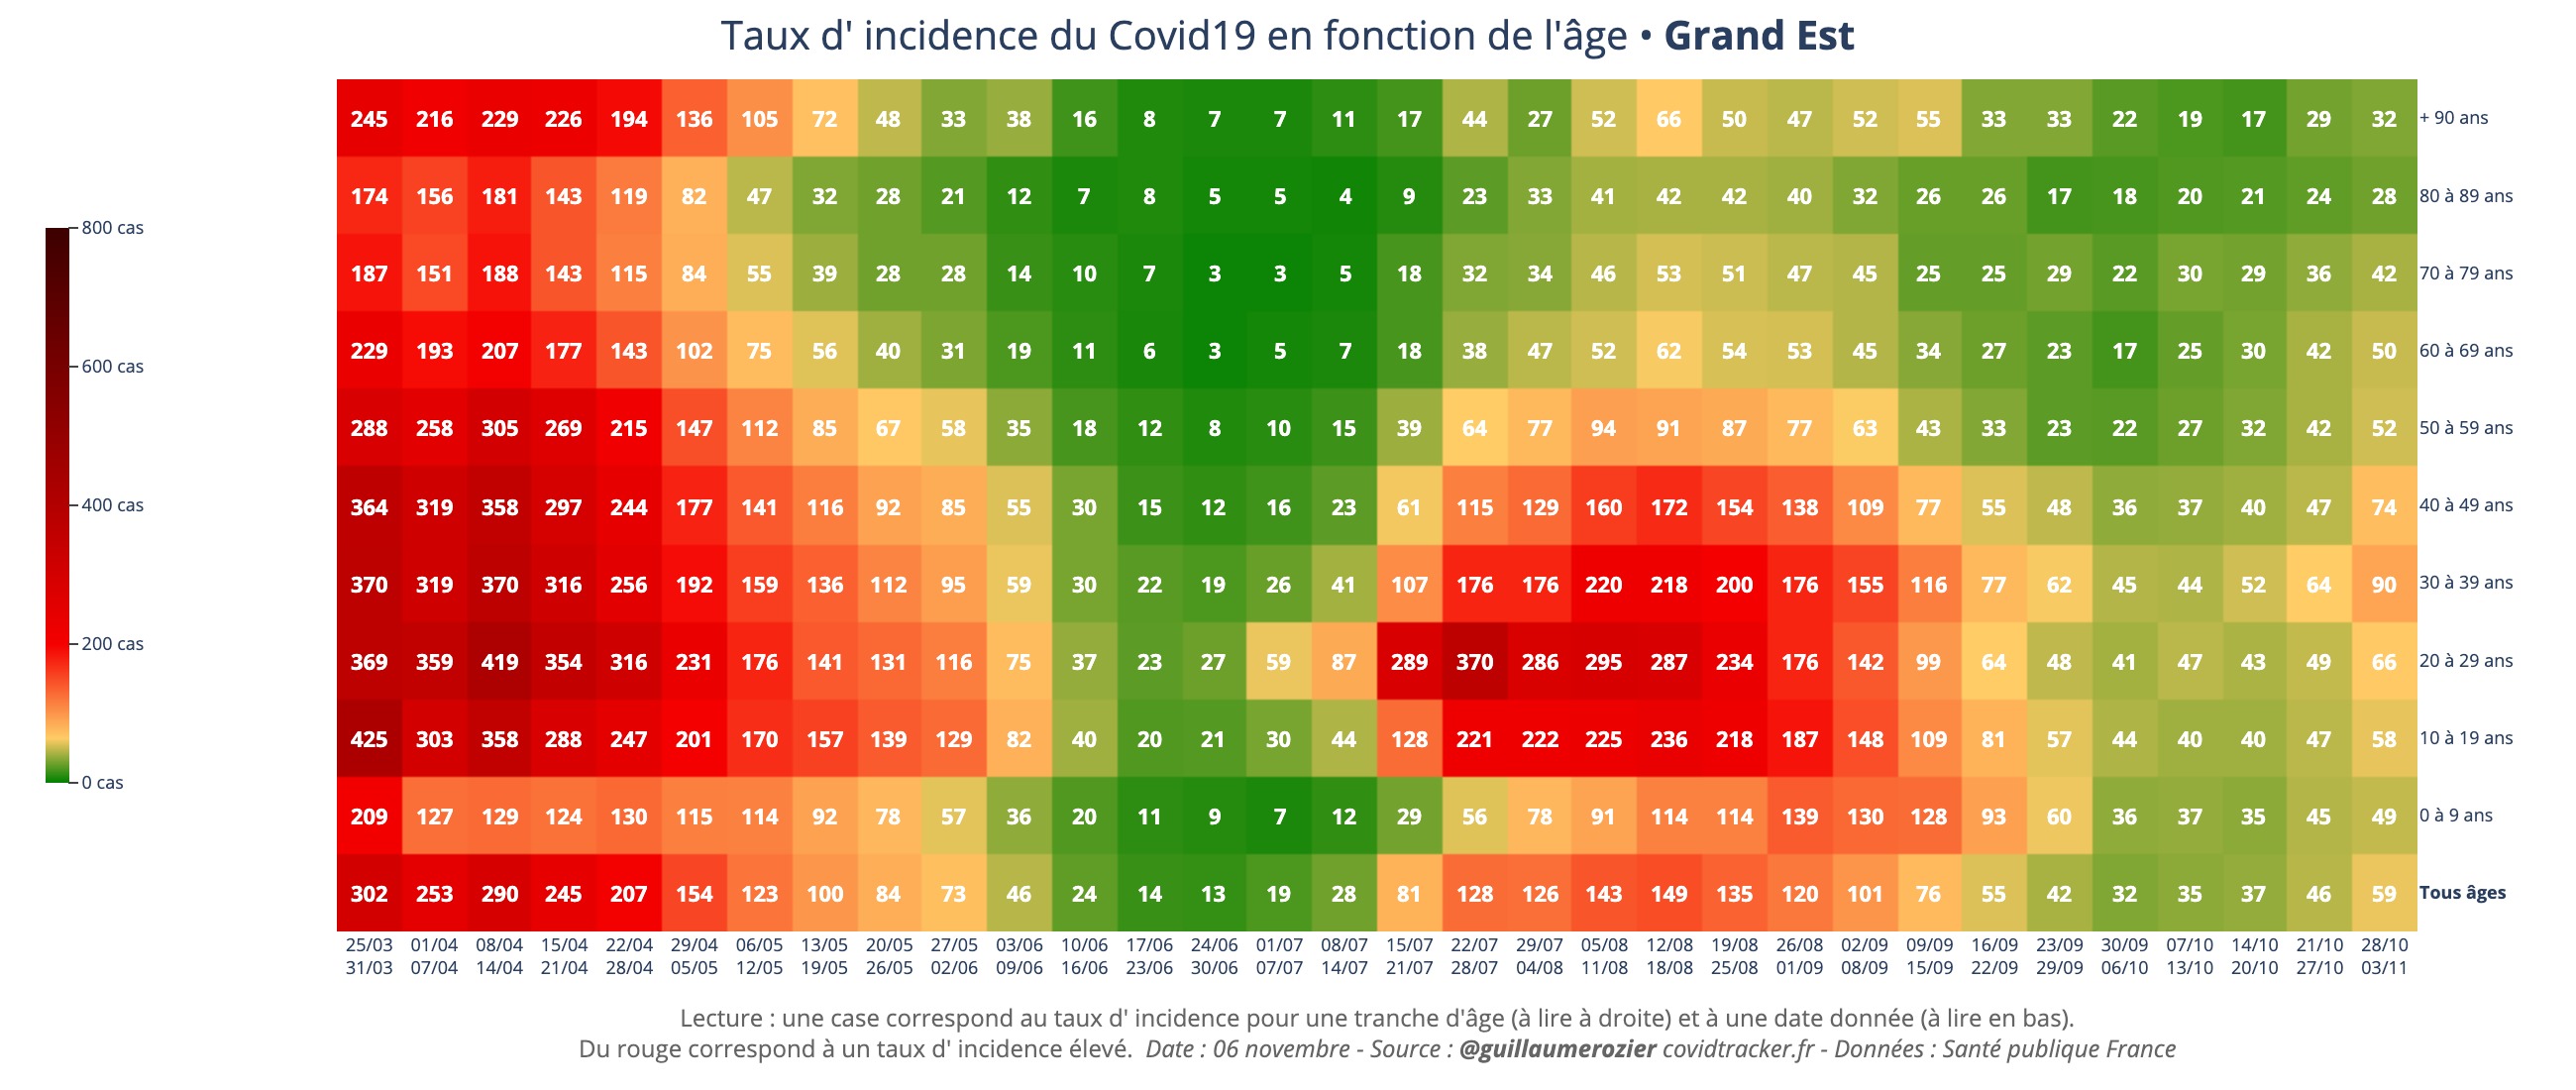 Taux d' incidence du Covid19 en fonction de l'âge • Grand Est
800 cas
600 cas
400 cas
200 cas
0 cas
245 216 229 226 194 136 105 72 48 33 38 16 8 7 7 11 17 44 27 52 66 50 47 52 55 33 33 22 19 17 29 32 + 90 ans
174 156 181 143 119 82 47 32 28 21 12 7 8 5 5 4 9 23 33 41 42 42 40 32 26 26 17 18 20 21 24 28 80 à 89 ans
187 151 188 143 115 84 55 39 28 28 14 10 7 3 3 5 18 32 34 46 53 51 47 45 25 25 29 22 30 29 36 42 70 à 79 ans
229 193 207 177 143 102 75 56 40 31 19 11 6 3 5 7 18 38 47 52 62 54 53 45 34 27 23 17 25 30 42 50 60 à 69 ans
288 258 305 269 215 147 112 85 67 58 35 18 12 8 10 15 39 64 77 94 91 87 77 63 43 33 23 22 27 32 42 52 50 à 59 ans
364 319 358 297 244 177 141 116 92 85 55 30 15 12 16 23 61 115 129 160 172 154 138 109 77 55 48 36 37 40 47 74 40 à 49 ans
370 319 370 316 256 192 159 136 112 95 59 30 22 19 26 41 107 176 176 220 218 200 176 155 116 77 62 45 44 52 64 90 30 à 39 ans
369 359 419 354 316 231 176 141 131 116 75 37 23 27 59 87 289 370 286 295 287 234 176 142 99 64 48 41 47 43 49 66 20 à 29 ans
425 303 358 288 247 201 170 157 139 129 82 40 20 21 30 44 128 221 222 225 236 218 187 148 109 81 57 44 40 40 47 58 10 à 19 ans
209 127 129 124 130 115 114 92 78 57 36 20 11 9 7 12 29 56 78 91 114 114 139 130 128 93 60 36 37 35 45 49 0 à 9 ans
302 253 290 245 207 154 123 100 84 73 46 24 14 13 19 28 81 128 126 143 149 135 120 101 76 55 42 32 35 37 46 59 Tous âges
25/03 01/04 08/04 15/04 22/04 29/04 06/05 13/05 20/05 27/05 03/06 10/06 17/06 24/06 01/07 08/07 15/07 22/07 29/07 05/08 12/08 19/08 26/08 02/09 09/09 16/09 23/09 30/09 07/10 14/10 21/10 28/10
31/03 07/04 14/04 21/04 28/04 05/05 12/05 19/05 26/05 02/06 09/06 16/06 23/06 30/06 07/07 14/07 21/07 28/07 04/08 11/08 18/08 25/08 01/09 08/09 15/09 22/09 29/09 06/10 13/10 20/10 27/10 03/11
Lecture : une case correspond au taux d' incidence pour une tranche d'âge (à lire à droite) et à une date donnée (à lire en bas).
Du rouge correspond à un taux d' incidence élevé. Date : 06 novembre - Source : @guillaumerozier covidtracker.fr - Données : Santé publique France